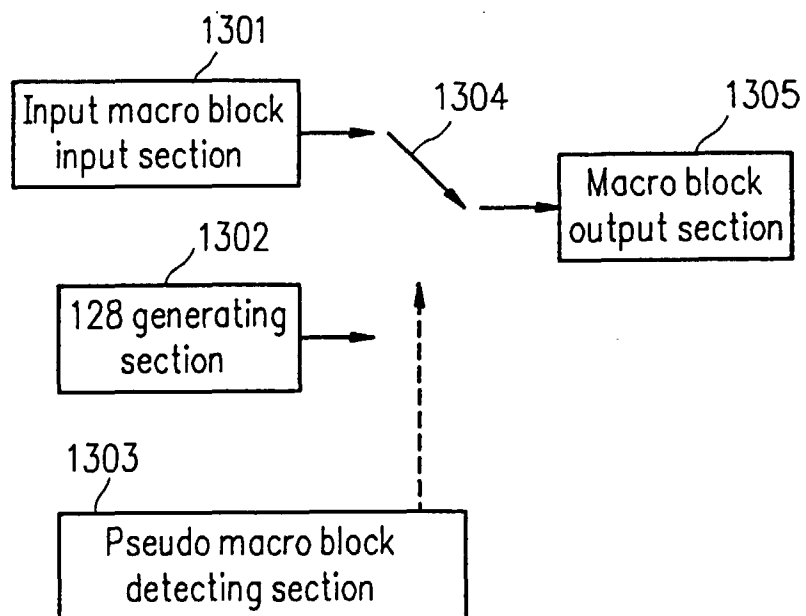 1301
Input macro block
input section
1304
1305
Macro block
output section
1302
128 generating
section
1303
Pseudo macro block
detecting section